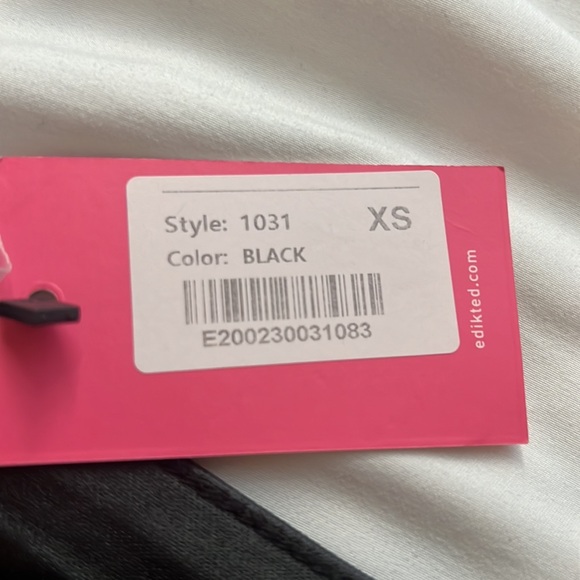 Style: 1031
XS
Color: BLACK
E200230031083
edikted.com